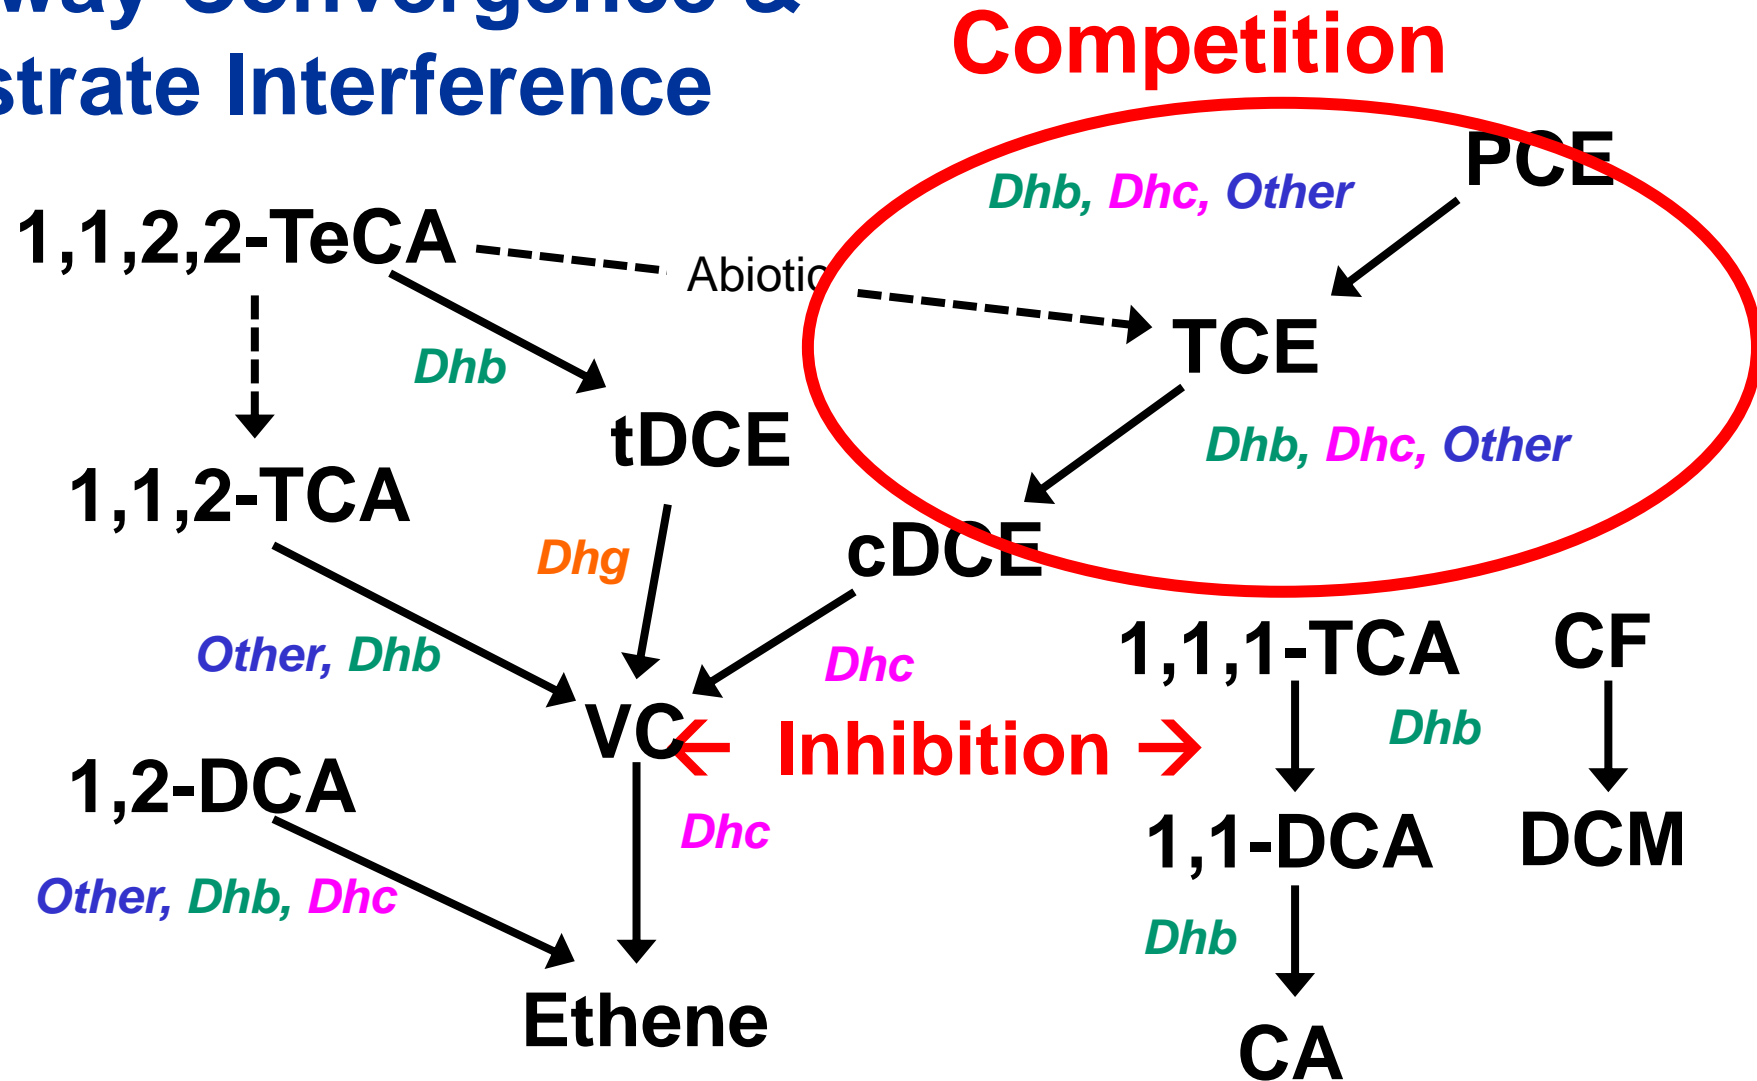 Convergence &
Interference
Competition
PCE
Dhb, Dhc, Other
1,1,2,2-TeCA
Abiotic
TCE
Dhb
tDCE
Dhb, Dhc, Other
1,1,2-TCA
Dhg
cDCE
Other, Dhb
Dhc
1,1,1-TCA
CF
VC
Inhibition
Dhb
1,2-DCA
Dhc
1,1-DCA
DCM
Other, Dhb, Dhc
Dhb
Ethene
CA